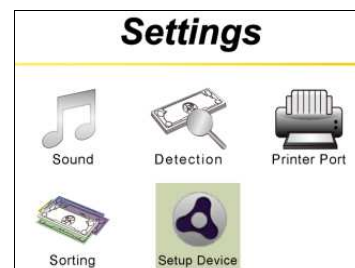 Settings
Sound
Detection
Printer Port
Sorting
Setup Device